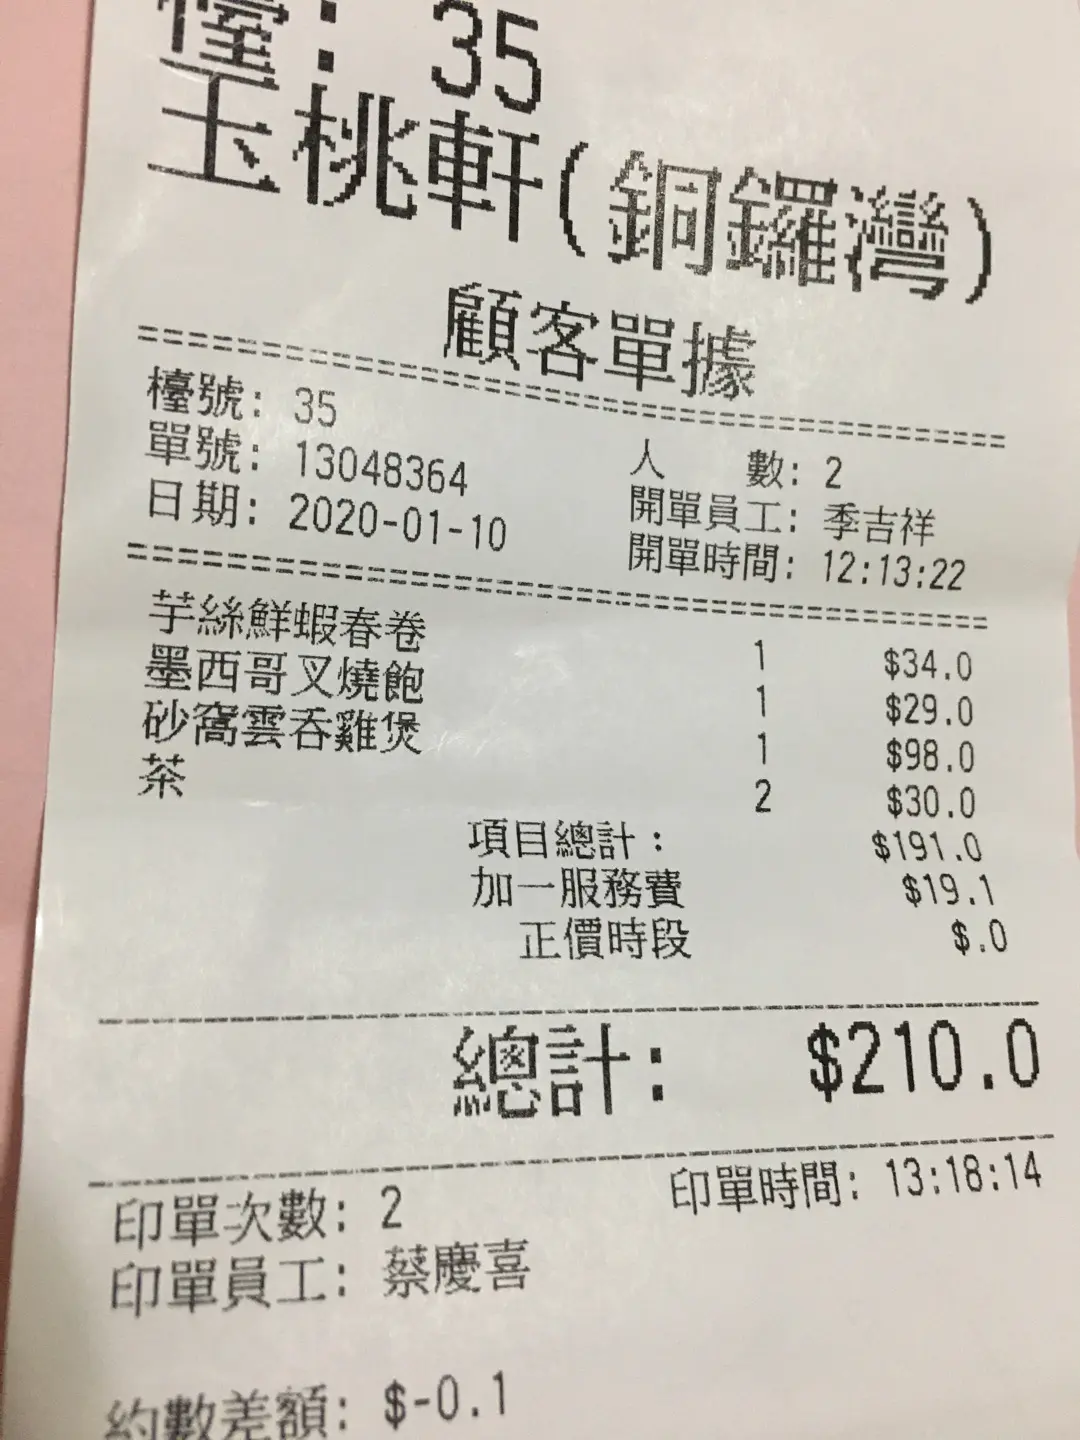 檯: 35
玉桃軒(銅鑼灣)
顧客單據
檯號: 35
單號: 13048364
日期: 2020-01-10
人 數: 2
開單員工: 季吉祥
開單時間: 12:13:22
芋絲鮮蝦春卷 1 $34.0
墨西哥叉燒飽 1 $29.0
砂窩雲吞雞煲 1 $98.0
茶 2 $30.0
項目總計: $191.0
加一服務費 $19.1
正價時段 $.0
總計: $210.0
印單次數: 2
印單時間: 13:18:14
印單員工: 蔡慶喜
約數差額: $-0.1